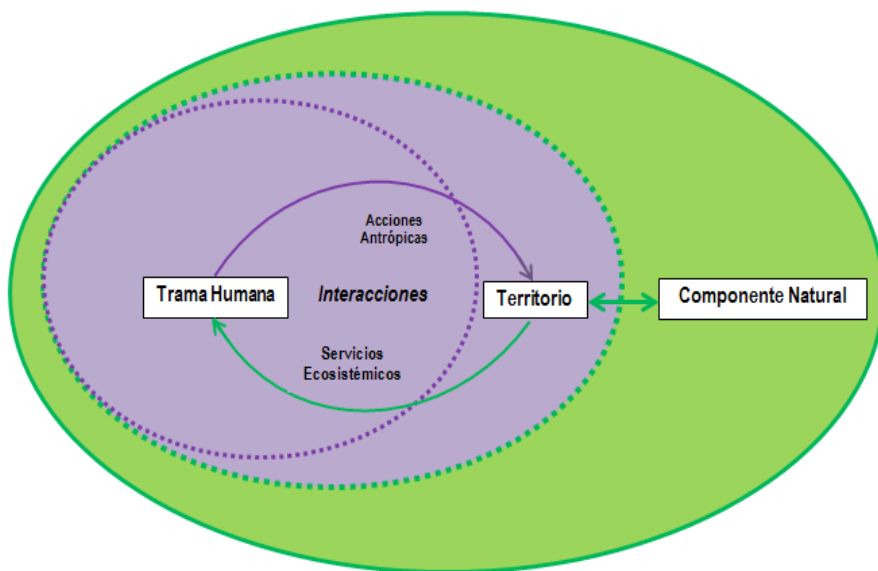 Acciones
Antrópicas
Trama Humana
Interacciones
Territorio
Componente Natural
Servicios
Ecosistémicos